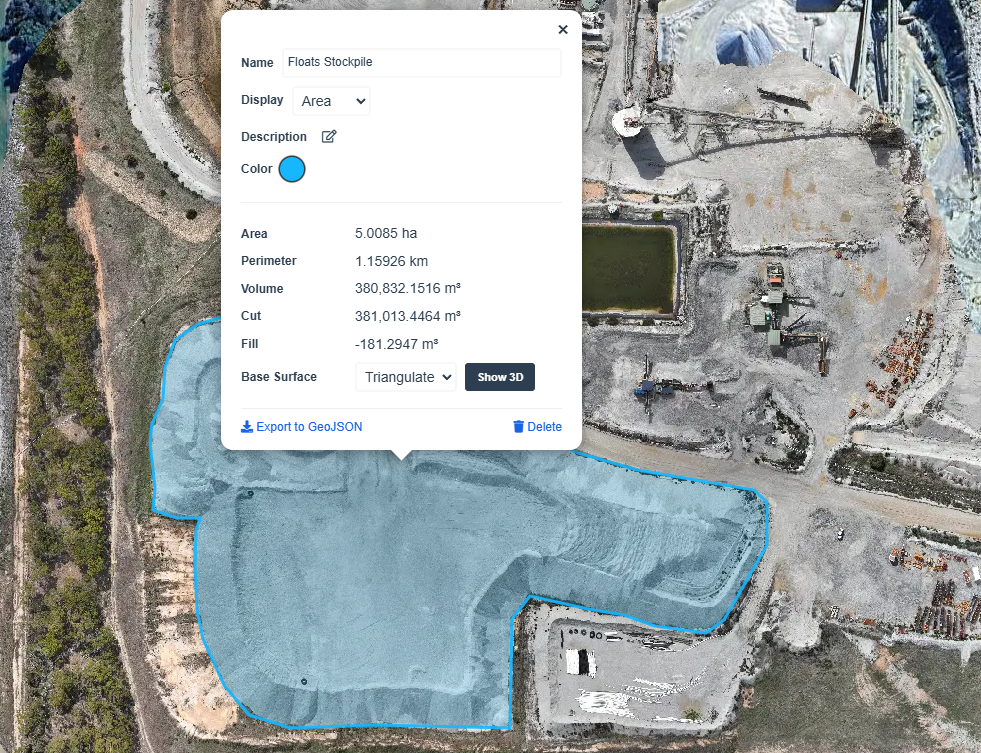 ×
Name Floats Stockpile
Display Area
Description
Color
Area 5.0085 ha
Perimeter 1.15926 km
Volume 380,832.1516 m³
Cut 381,013.4464 m³
Fill -181.2947 m³
Base Surface Triangulate Show 3D
Export to GeoJSON Delete